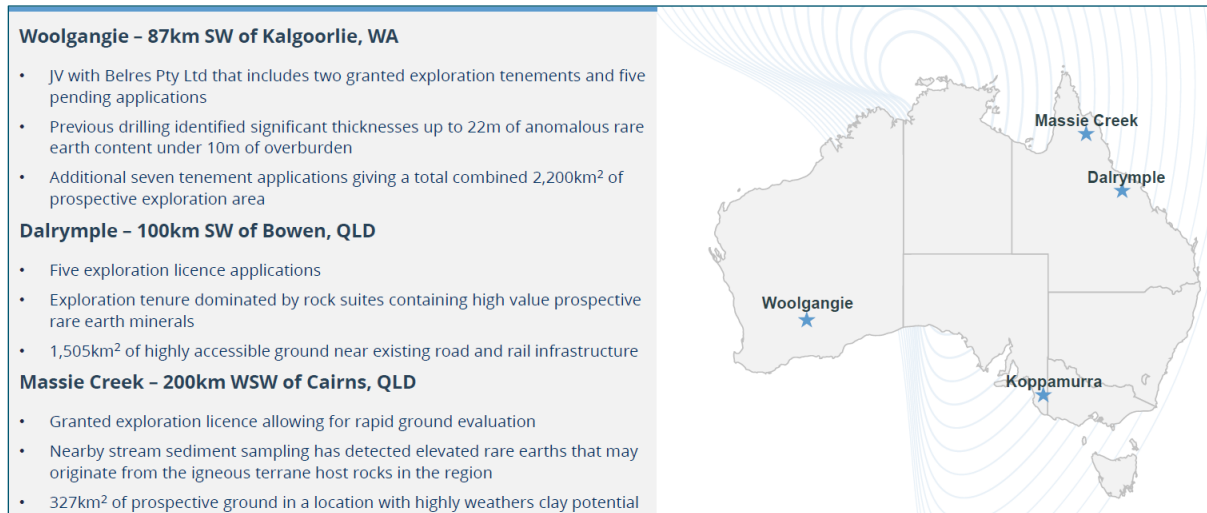 Woolgangie – 87km SW of Kalgoorlie, WA
• JV with Belres Pty Ltd that includes two granted exploration tenements and five
pending applications
• Previous drilling identified significant thicknesses up to 22m of anomalous rare
earth content under 10m of overburden
• Additional seven tenement applications giving a total combined 2,200km² of
prospective exploration area
Dalrymple – 100km SW of Bowen, QLD
• Five exploration licence applications
• Exploration tenure dominated by rock suites containing high value prospective
rare earth minerals
• 1,505km² of highly accessible ground near existing road and rail infrastructure
Massie Creek – 200km WSW of Cairns, QLD
• Granted exploration licence allowing for rapid ground evaluation
• Nearby stream sediment sampling has detected elevated rare earths that may
originate from the igneous terrane host rocks in the region
• 327km² of prospective ground in a location with highly weathers clay potential
Massie Creek
Dalrymple
Woolgangie
Koppamurra